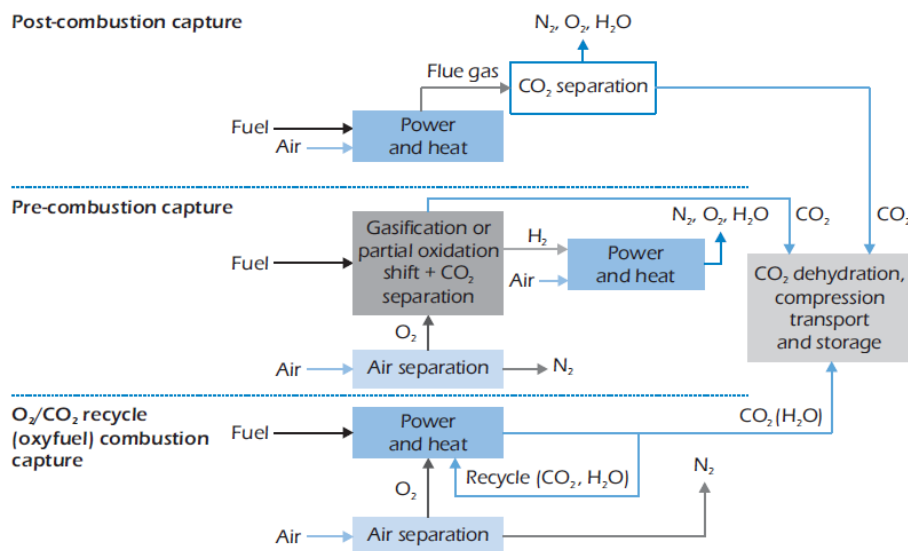 Post-combustion capture
N₂, O₂, H₂O
Flue gas
CO₂ separation
Fuel
Air
Power
and heat
Pre-combustion capture
Gasification or
partial oxidation
shift + CO₂
separation
Fuel
H₂
N₂, O₂, H₂O
CO₂
CO₂
Air
Power
and heat
CO₂ dehydration,
compression
transport
and storage
O₂
Air
Air separation
N₂
O₂/CO₂ recycle
(oxyfuel) combustion
capture
Fuel
Power
and heat
CO₂ (H₂O)
Recycle (CO₂, H₂O)
N₂
O₂
Air
Air separation